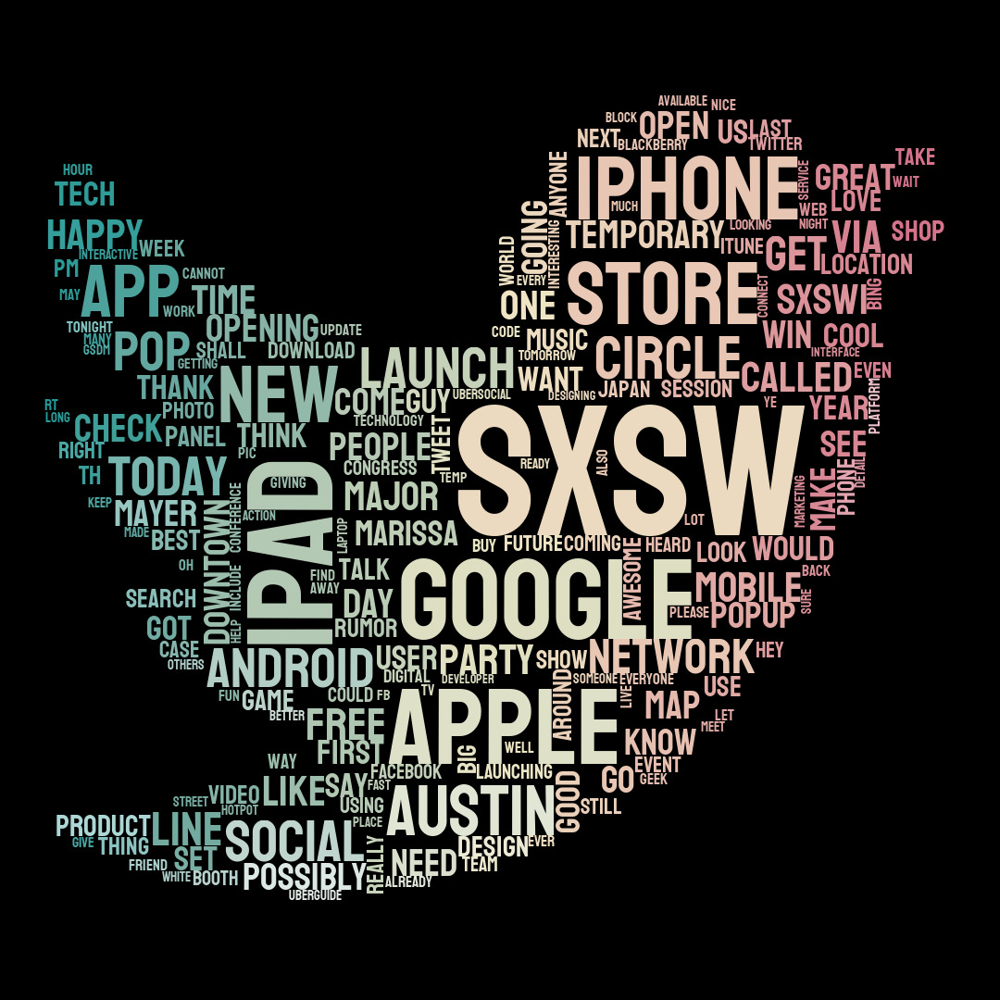 AVAILABLE
NICE
BLOCK
OPEN
US
LAST
NEXT
BLACKBERRY
TWITTER
TAKE
HOUR
ANYONE
IPHONE
SERVICE
GREAT
WAIT
TECH
MUCH
WEB
LOVE
GOING
HAPPY
TEMPORARY
LOOKING
NIGHT
VIA
SHOP
INTERACTIVE
WEEK
WORLD
INTERESTING
ITUNE
GET
LOCATION
PM
APP
CANNOT
EVERY
STORE
CONNECT
SXSWI
BING
MAY
WORK
TIME
ONE
TONIGHT
OPENING
UPDATE
CODE
MUSIC
CIRCLE
WIN
COOL
MANY
GSDM
POP
GETTING
SHALL
DOWNLOAD
LAUNCH
TOMORROW
INTERFACE
THANK
NEW
WANT
JAPAN
SESSION
CALLED
EVEN
RT
LONG
PHOTO
COME
GUY
UBERSOCIAL
DESIGNING
YE
YEAR
PLATFORM
CHECK
PANEL
THINK
TECHNOLOGY
TWEET
SXSW
RIGHT
PIC
PEOPLE
READY
ALSO
SEE
TH
TODAY
GIVING
CONGRESS
TEMP
MAKE
PHONE
DETAIL
KEEP
MAYER
CONFERENCE
IPAD
MAJOR
MARKETING
MADE
BEST
DOWNTOWN
ACTION
LAPTOP
MARISSA
LOT
BUY
FUTURE
COMING
HEARD
LOOK
WOULD
OH
INCLUDE
FIND
TALK
GOOGLE
AWESOME
BACK
SEARCH
AWAY
DAY
MOBILE
SURE
GOT
HELP
RUMOR
PLEASE
POPUP
CASE
OTHERS
ANDROID
USER
PARTY
SHOW
NETWORK
HEY
DIGITAL
DEVELOPER
SOMEONE
EVERYONE
FUN
GAME
COULD
FB
TV
AROUND
LIVE
USE
BETTER
FREE
APPLE
MAP
LET
MEET
WAY
FIRST
WELL
KNOW
FACEBOOK
BIG
LAUNCHING
GO
EVENT
GEEK
STREET
VIDEO
LIKE
SAY
FAST
AUSTIN
GOOD
STILL
HOTPOT
USING
PRODUCT
LINE
SOCIAL
PLACE
GIVE
THING
SET
REALLY
NEED
DESIGN
EVER
FRIEND
POSSIBLY
TEAM
WHITE
BOOTH
ALREADY
UBERGUIDE